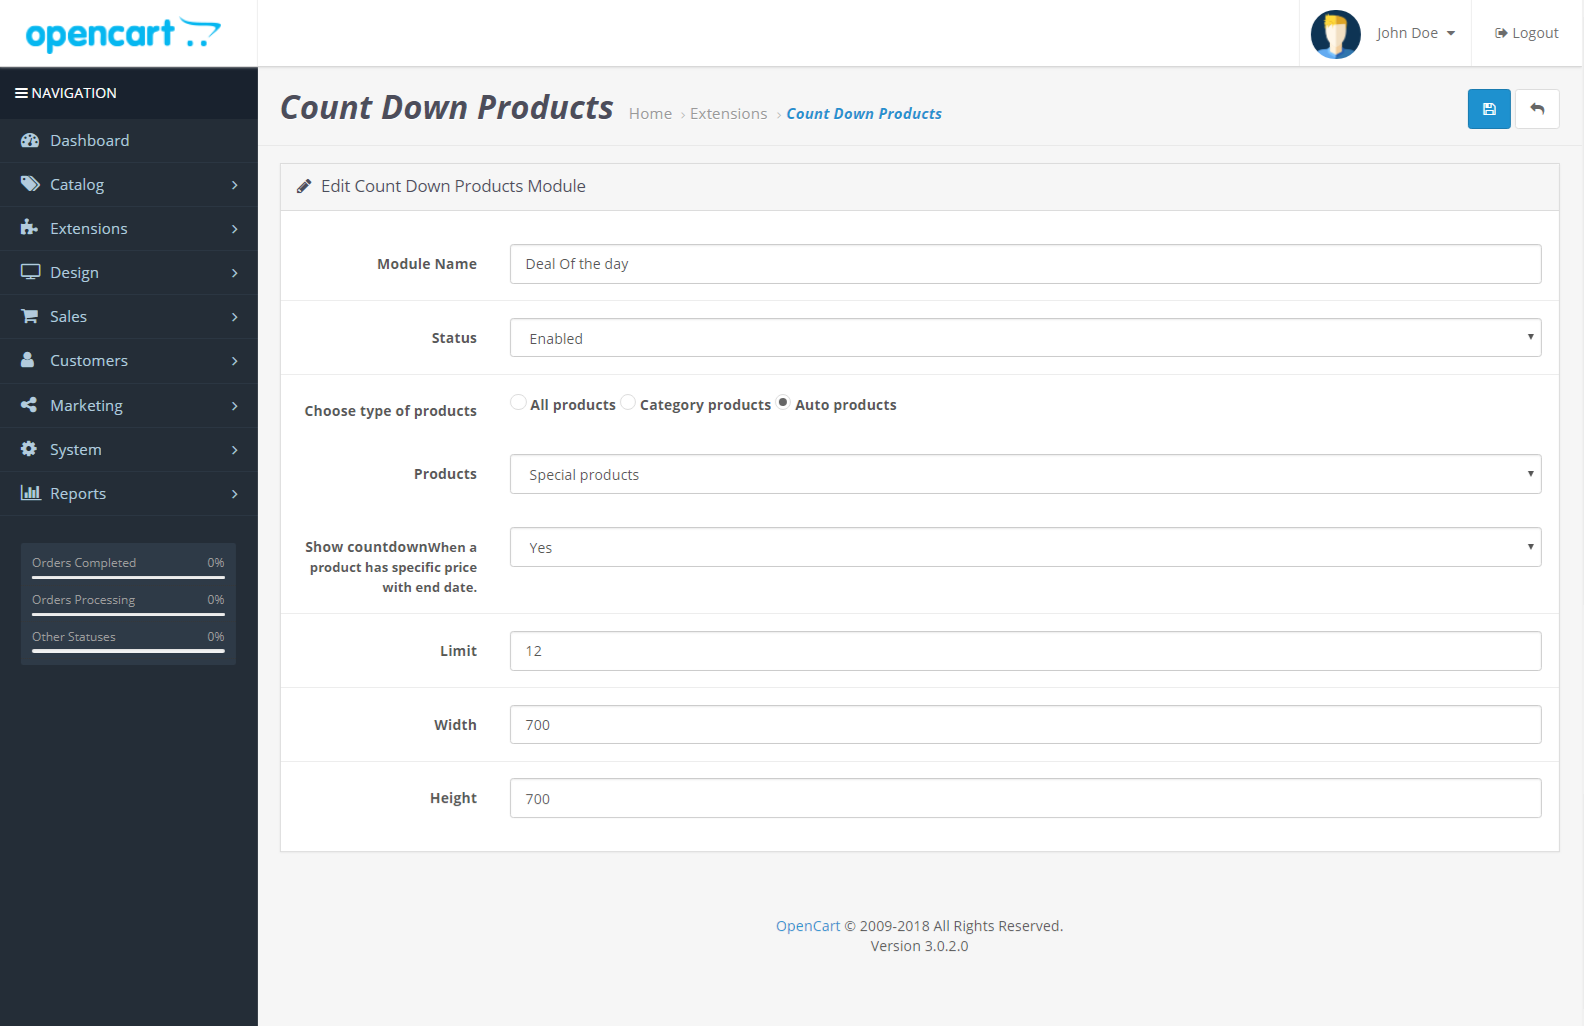 opencart
John Doe
Logout
NAVIGATION
Dashboard
Catalog
Extensions
Design
Sales
Customers
Marketing
System
Reports
Orders Completed 0%
Orders Processing 0%
Other Statuses 0%
Count Down Products
Home › Extensions › Count Down Products
Edit Count Down Products Module
Module Name
Deal Of the day
Status
Enabled
Choose type of products
All products Category products Auto products
Products
Special products
Show countdownWhen a
product has specific price
with end date.
Yes
Limit
12
Width
700
Height
700
OpenCart © 2009-2018 All Rights Reserved.
Version 3.0.2.0